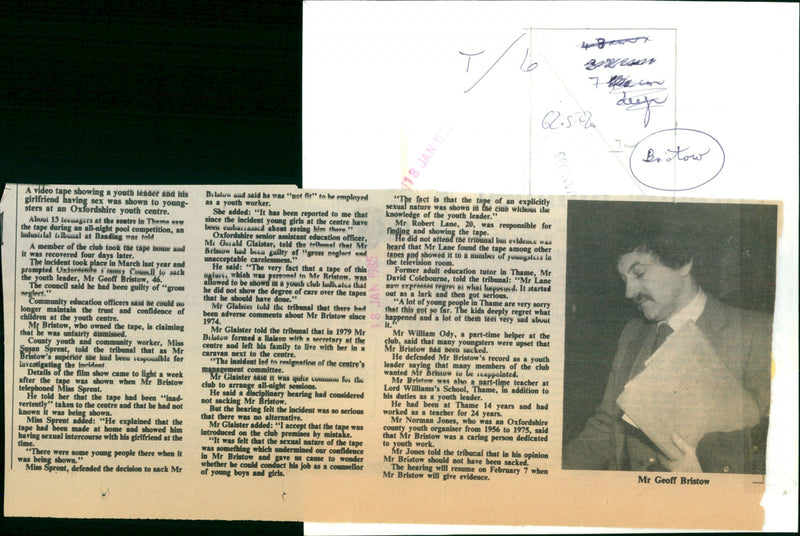 T/6
7
deep
62.5%
Bristow
18 JAN
18 JAN 1985
A video tape showing a youth leader and his
girlfriend having sex was shown to young-
sters at an Oxfordshire youth centre.
About 13 teenagers at the centre in Thame saw
the tape during an all-night pool competition, an
industrial tribunal at Reading was told.
A member of the club took the tape home and
it was recovered four days later.
The incident took place in March last year and
prompted Oxfordshire County Council to sack
the youth leader, Mr Geoff Bristow, 46.
The council said he had been guilty of "gross
neglect."
Community education officers said he could no
longer maintain the trust and confidence of
children at the youth centre.
Mr Bristow, who owned the tape, is claiming
that he was unfairly dismissed.
County youth and community worker, Miss
Susan Sprent, told the tribunal that as Mr
Bristow's superior she had been responsible for
investigating the incident.
Details of the film show came to light a week
after the tape was shown when Mr Bristow
telephoned Miss Sprent.
He told her that the tape had been "inad-
vertently" taken to the centre and that he had not
known it was being shown.
Miss Sprent added: "He explained that the
tape had been made at home and showed him
having sexual intercourse with his girlfriend at the
time.
"There were some young people there when it
was being shown."
Miss Sprent, defended the decision to sack Mr
Bristow and said he was "not fit" to be employed
as a youth worker.
She added: "It has been reported to me that
since the incident young girls at the centre have
been embarrassed about seeing him there."
Oxfordshire senior assistant education officer,
Mr Gerald Glaister, told the tribunal that Mr
Bristow had been guilty of "gross neglect and
unacceptable carelessness."
He said: "The very fact that a tape of this
nature, which was personal to Mr Bristow, was
allowed to be shown in a youth club indicates that
he did not show the degree of care over the tapes
that he should have done."
Mr Glaister told the tribunal that there had
been adverse comments about Mr Bristow since
1974.
Mr Glaister told the tribunal that in 1979 Mr
Bristow formed a liaison with a secretary at the
centre and left his family to live with her in a
caravan next to the centre.
"The incident led to resignation of the centre's
management committee.
Mr Glaister said it was quite common for the
club to arrange all-night sessions.
He said a disciplinary hearing had considered
not sacking Mr Bristow.
But the hearing felt the incident was so serious
that there was no alternative.
Mr Glaister added: "I accept that the tape was
introduced on the club premises by mistake.
"It was felt that the sexual nature of the tape
was something which undermined our confidence
in Mr Bristow and gave us cause to wonder
whether he could conduct his job as a counsellor
of young boys and girls.
"The fact is that the tape of an explicitly
sexual nature was shown in the club without the
knowledge of the youth leader."
Mr Robert Lane, 20, was responsible for
finding and showing the tape.
He did not attend the tribunal but evidence was
heard that Mr Lane found the tape among other
tapes and showed it to a number of youngsters in
the television room.
Former adult education tutor in Thame, Mr
David Colebourne, told the tribunal: "Mr Lane
now expresses regret at what happened. It started
out as a lark and then got serious.
"A lot of young people in Thame are very sorry
that this got so far. The kids deeply regret what
happened and a lot of them feel very sad about
it."
Mr William Ody, a part-time helper at the
club, said that many youngsters were upset that
Mr Bristow had been sacked.
He defended Mr Bristow's record as a youth
leader saying that many members of the club
wanted Mr Bristow to be reappointed.
Mr Bristow was also a part-time teacher at
Lord William's School, Thame, in addition to
his duties as a youth leader.
He had been at Thame 14 years and had
worked as a teacher for 24 years.
Mr Norman Jones, who was an Oxfordshire
county youth organiser from 1956 to 1975, said
that Mr Bristow was a caring person dedicated
to youth work.
Mr Jones told the tribunal that in his opinion
Mr Bristow should not have been sacked.
The hearing will resume on February 7 when
Mr Bristow will give evidence.
Mr Geoff Bristow